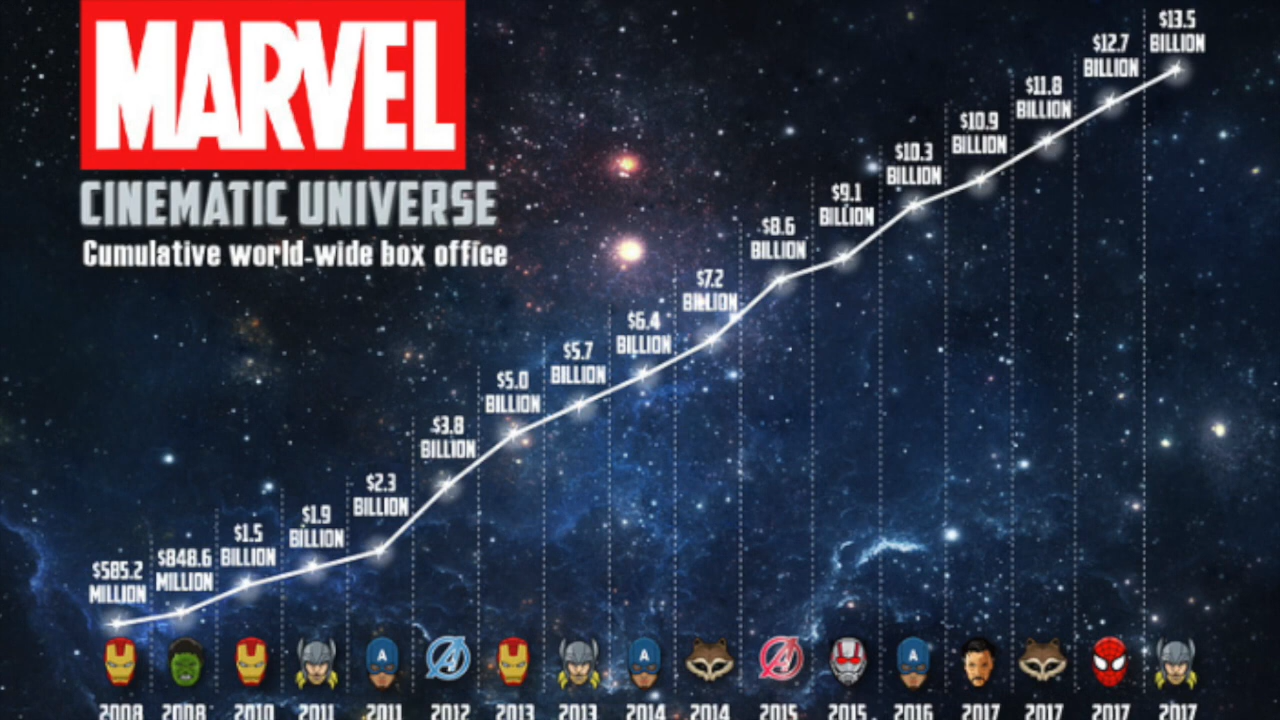 MARVEL
CINEMATIC UNIVERSE
Cumulative world-wide box office
$585.2
MILLION
$848.6
MILLION
$1.5
BILLION
$1.9
BILLION
$2.3
BILLION
$3.8
BILLION
$5.0
BILLION
$5.7
BILLION
$6.4
BILLION
$7.2
BILLION
$8.6
BILLION
$9.1
BILLION
$10.3
BILLION
$10.9
BILLION
$11.8
BILLION
$12.7
BILLION
$13.5
BILLION
A A A
2008 2008 2010 2011 2011 2012 2013 2013 2014 2014 2015 2015 2016 2017 2017 2017 2017